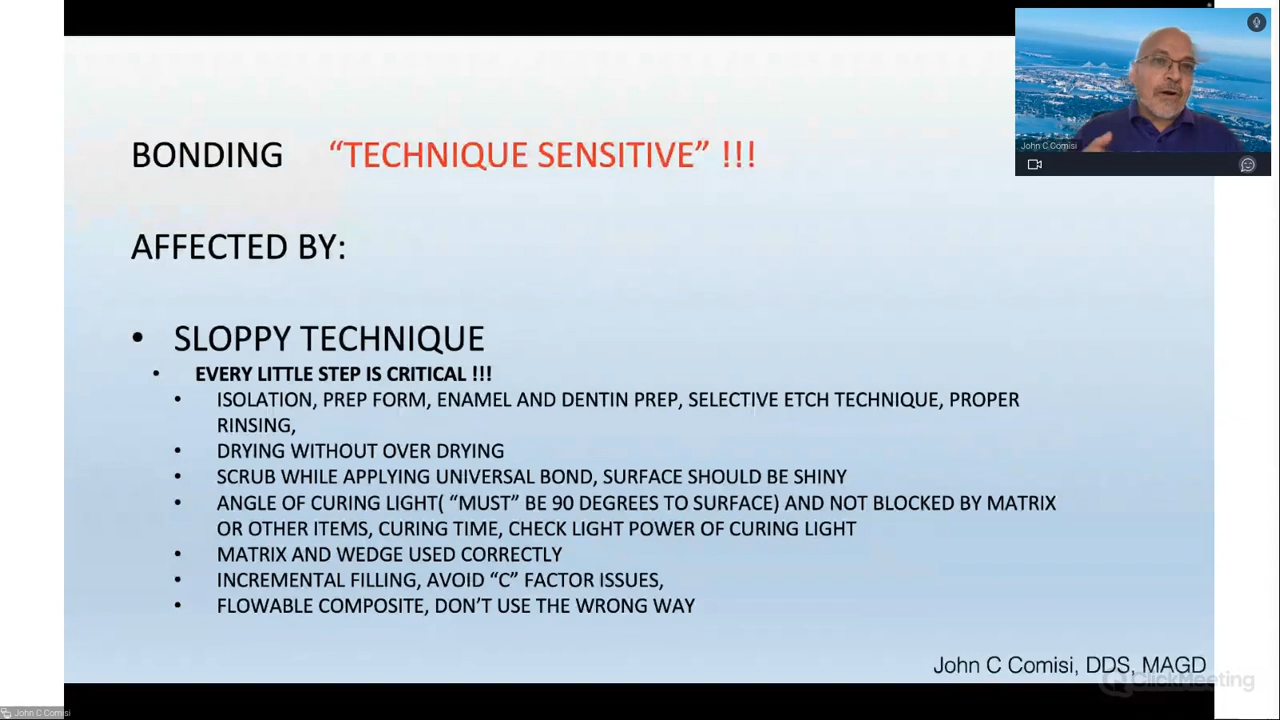 BONDING “TECHNIQUE SENSITIVE” !!!
AFFECTED BY:
• SLOPPY TECHNIQUE
• EVERY LITTLE STEP IS CRITICAL !!!
• ISOLATION, PREP FORM, ENAMEL AND DENTIN PREP, SELECTIVE ETCH TECHNIQUE, PROPER
RINSING,
• DRYING WITHOUT OVER DRYING
• SCRUB WHILE APPLYING UNIVERSAL BOND, SURFACE SHOULD BE SHINY
• ANGLE OF CURING LIGHT( “MUST” BE 90 DEGREES TO SURFACE) AND NOT BLOCKED BY MATRIX
OR OTHER ITEMS, CURING TIME, CHECK LIGHT POWER OF CURING LIGHT
• MATRIX AND WEDGE USED CORRECTLY
• INCREMENTAL FILLING, AVOID “C” FACTOR ISSUES,
• FLOWABLE COMPOSITE, DON’T USE THE WRONG WAY
John C Comisi, DDS, MAGD
ClickMeeting
John C Comisi
John C Comisi